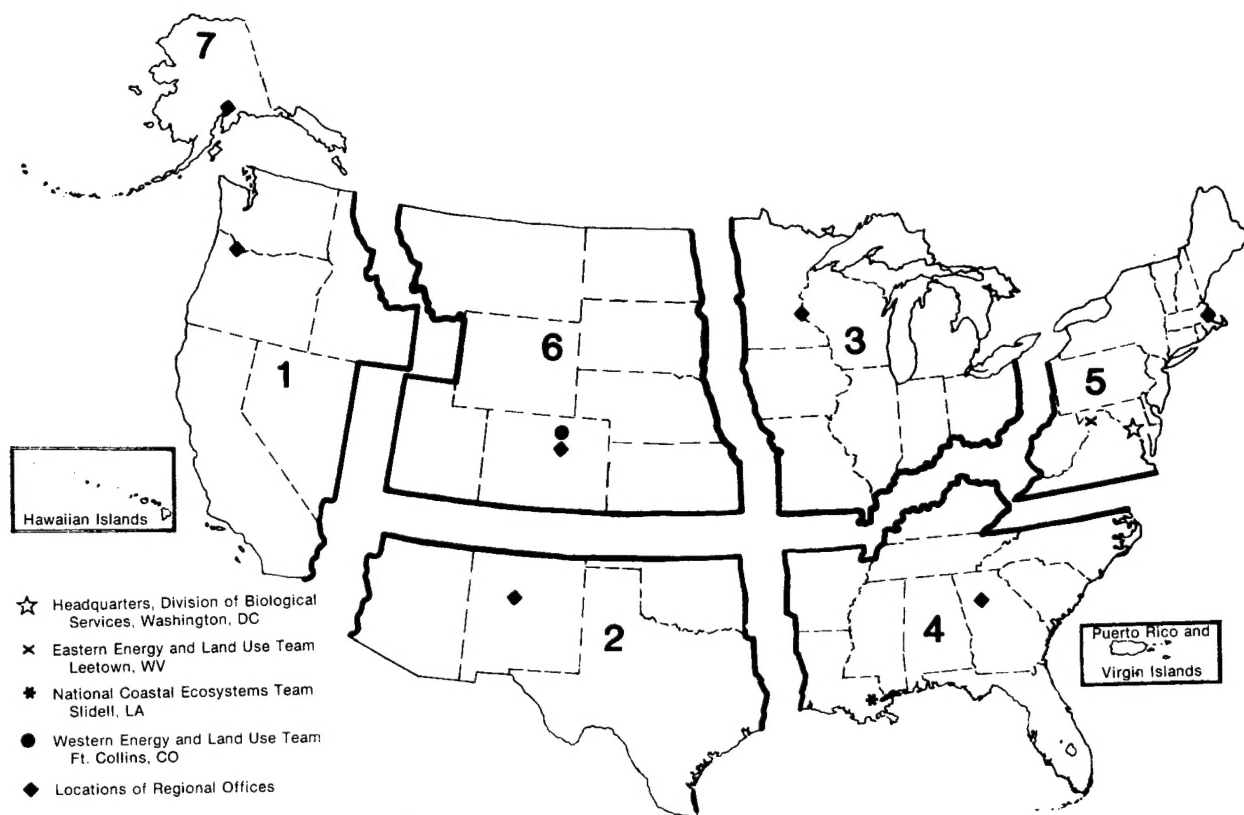 7
6
3
1
5
Hawaiian Islands
☆ Headquarters, Division of Biological
Services, Washington, DC
× Eastern Energy and Land Use Team
Leetown, WV
* National Coastal Ecosystems Team
Slidell, LA
● Western Energy and Land Use Team
Ft. Collins, CO
◆ Locations of Regional Offices
2
4
Puerto Rico and
Virgin Islands